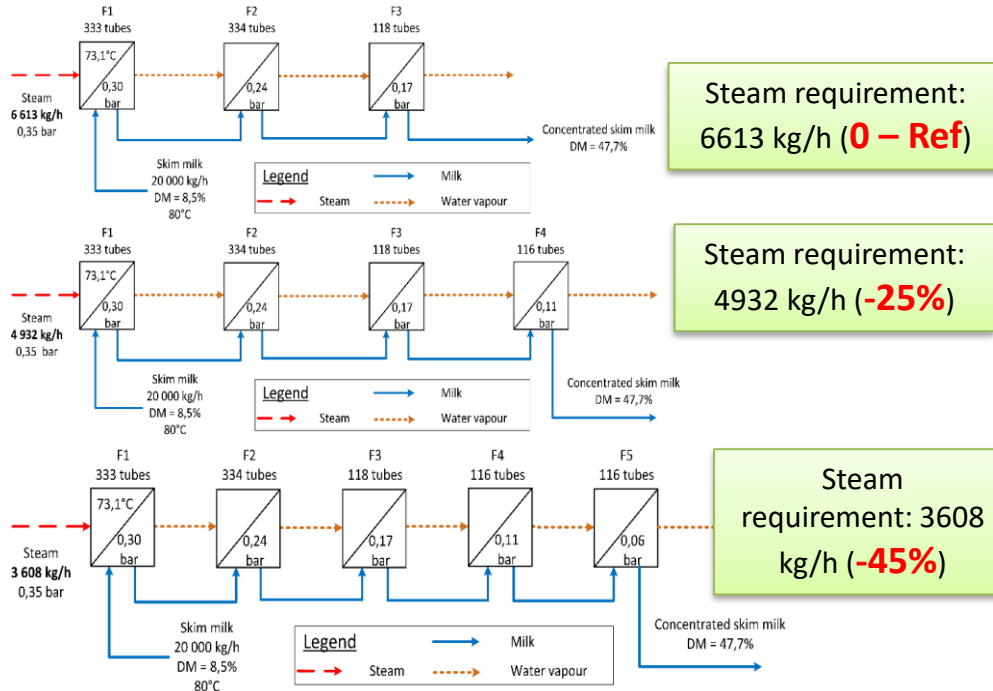 F1
333 tubes
F2
334 tubes
F3
118 tubes
73,1°C
0,30
bar
0,24
bar
0,17
bar
Steam
6 613 kg/h
0,35 bar
Skim milk
20 000 kg/h
DM = 8,5%
80°C
Concentrated skim milk
DM = 47,7%
Legend
Milk
Steam
Water vapour
Steam requirement:
6613 kg/h (0 – Ref)
F1
333 tubes
F2
334 tubes
F3
118 tubes
F4
116 tubes
73,1°C
0,30
bar
0,24
bar
0,17
bar
0,11
bar
Steam
4 932 kg/h
0,35 bar
Skim milk
20 000 kg/h
DM = 8,5%
80°C
Concentrated skim milk
DM = 47,7%
Legend
Milk
Steam
Water vapour
Steam requirement:
4932 kg/h (-25%)
F1
333 tubes
F2
334 tubes
F3
118 tubes
F4
116 tubes
F5
116 tubes
73,1°C
0,30
bar
0,24
bar
0,17
bar
0,11
bar
0,06
bar
Steam
3 608 kg/h
0,35 bar
Skim milk
20 000 kg/h
DM = 8,5%
80°C
Concentrated skim milk
DM = 47,7%
Legend
Milk
Steam
Water vapour
Steam
requirement: 3608
kg/h (-45%)